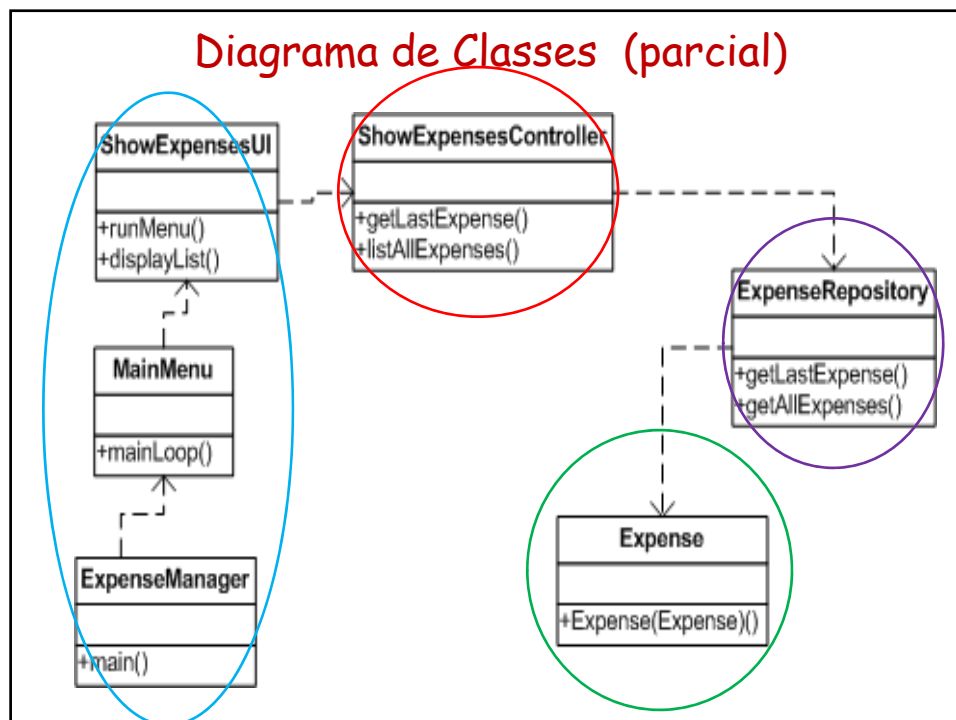 Diagrama de Classes (parcial)
ShowExpensesUI
+runMenu()
+displayList()
ShowExpensesController
+getLastExpense()
+listAllExpenses()
ExpenseRepository
+getLastExpense()
+getAllExpenses()
MainMenu
+mainLoop()
Expense
+Expense(Expense)()
ExpenseManager
+main()